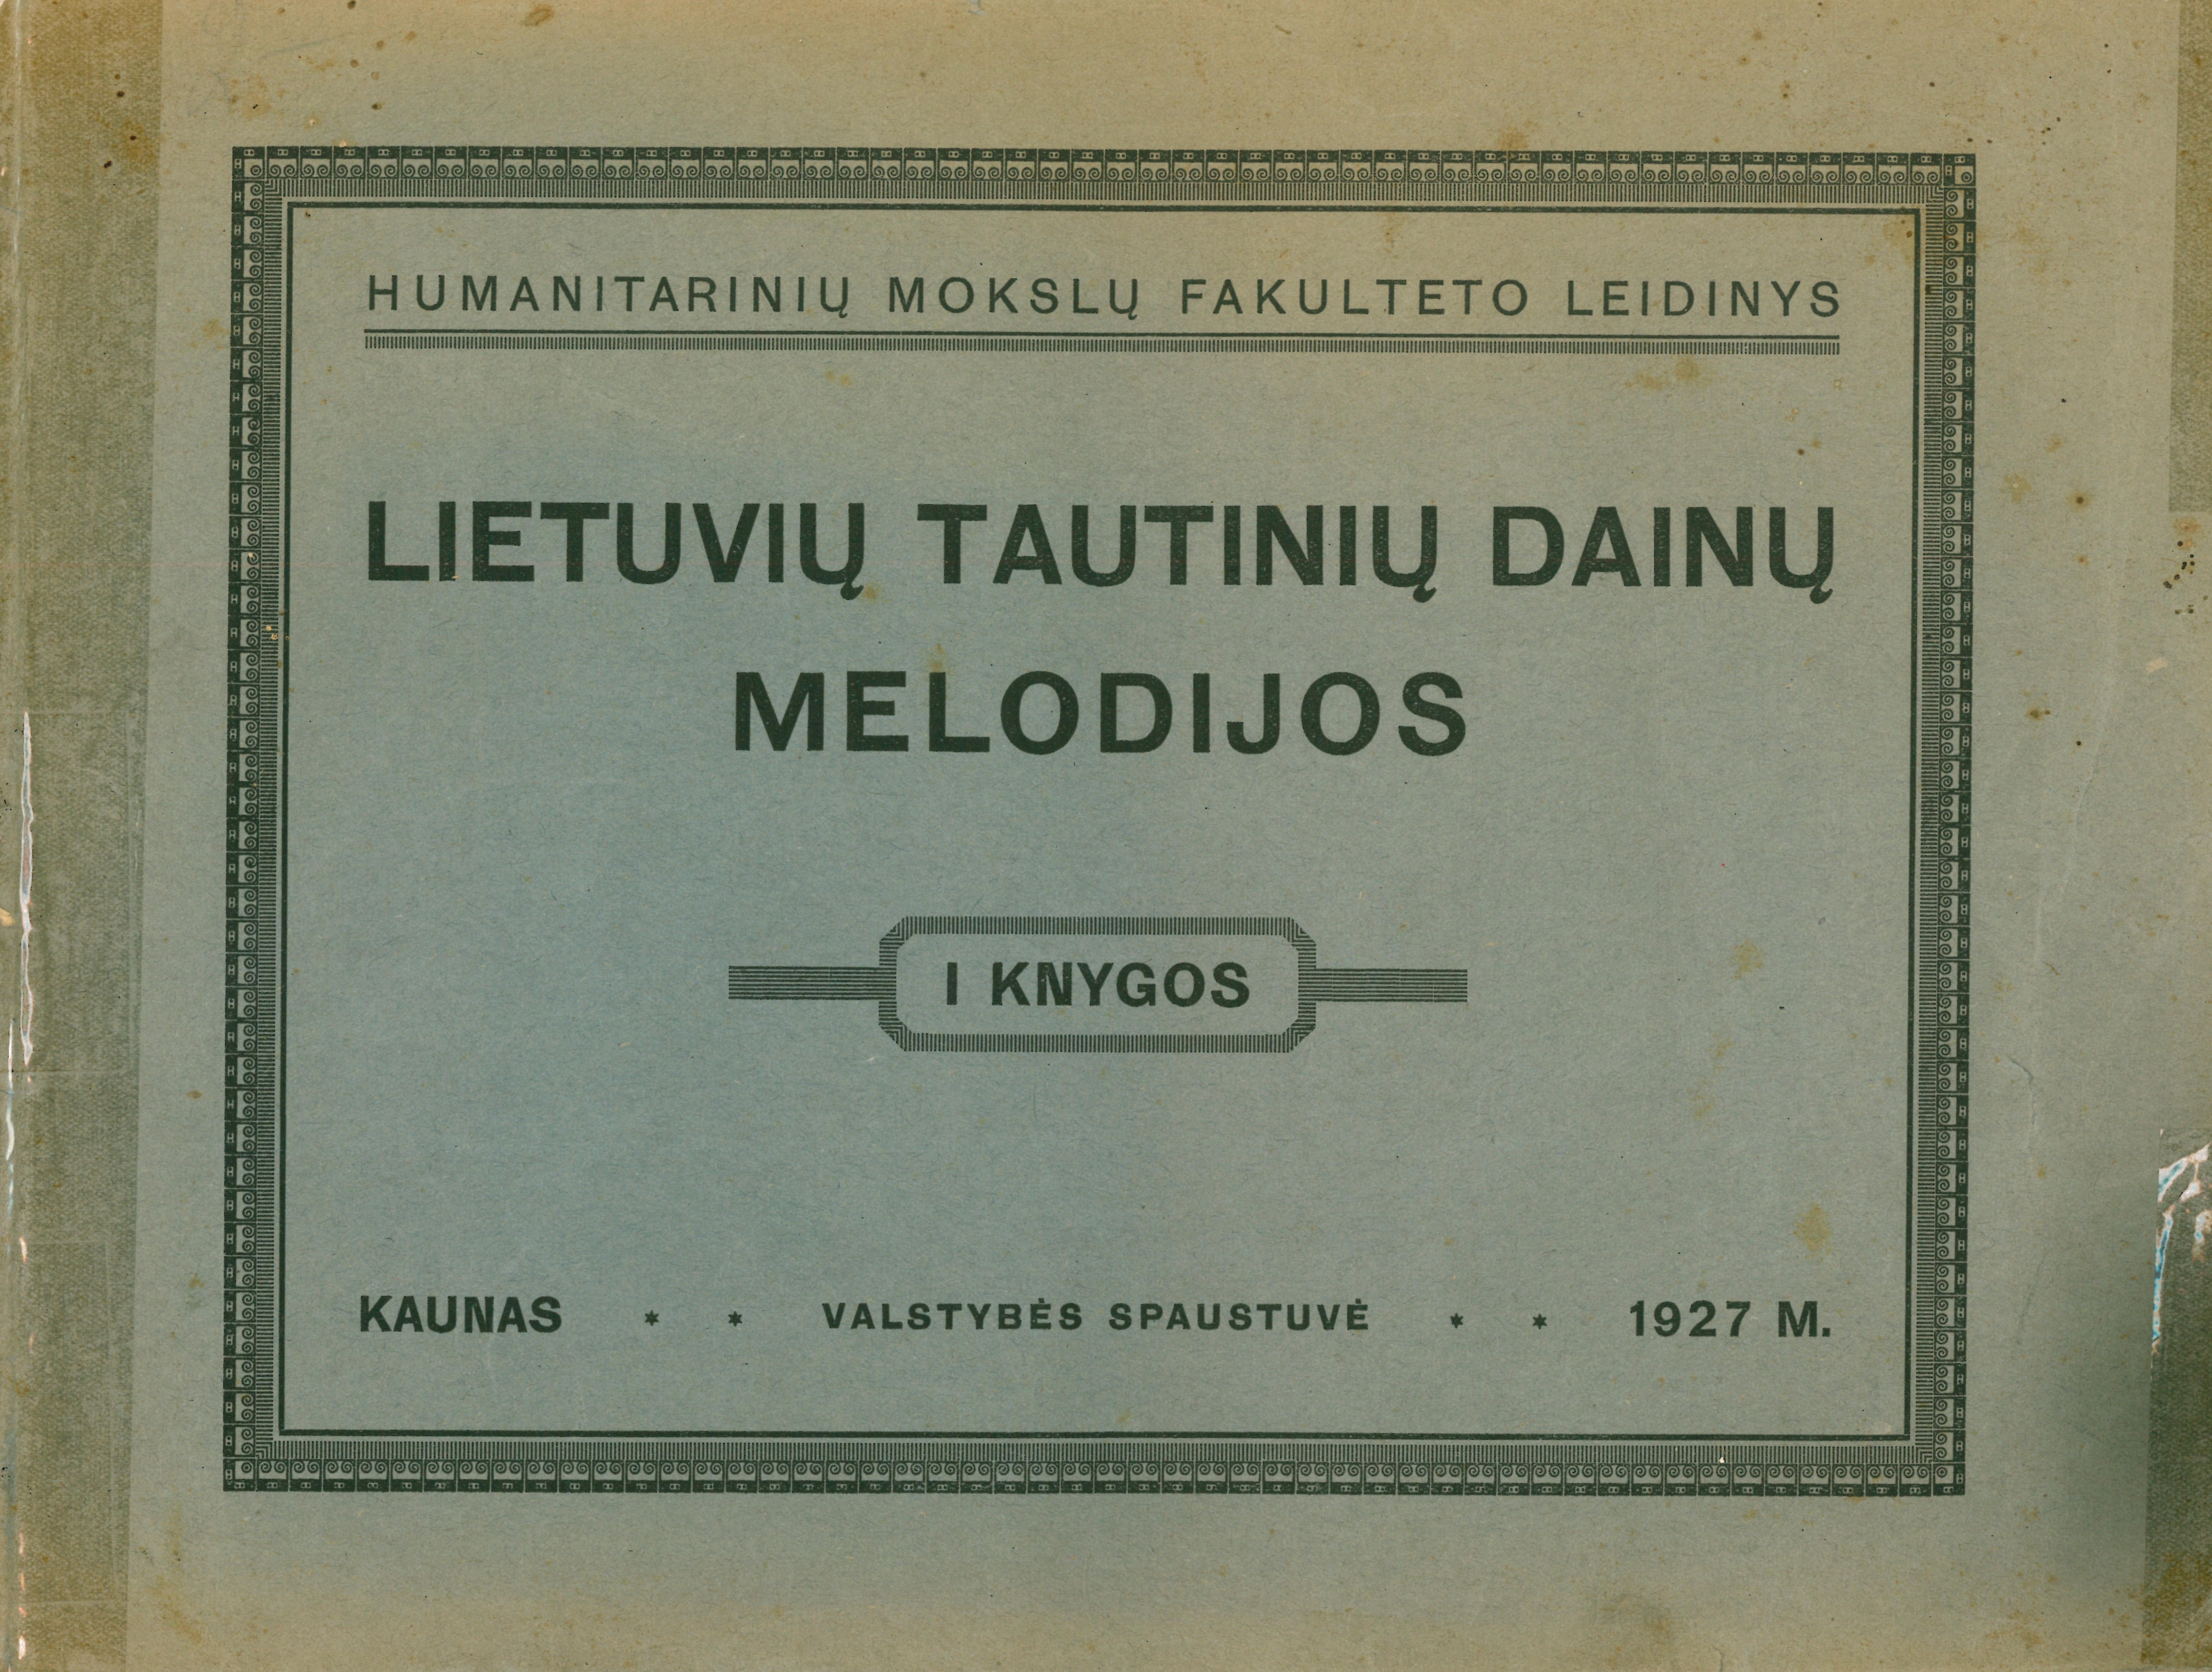 HUMANITARINIŲ MOKSLŲ FAKULTETO LEIDINYS
LIETUVIŲ TAUTINIŲ DAINŲ
MELODIJOS
I KNYGOS
KAUNAS * * VALSTYBĖS SPAUSTUVĖ * * 1927 M.